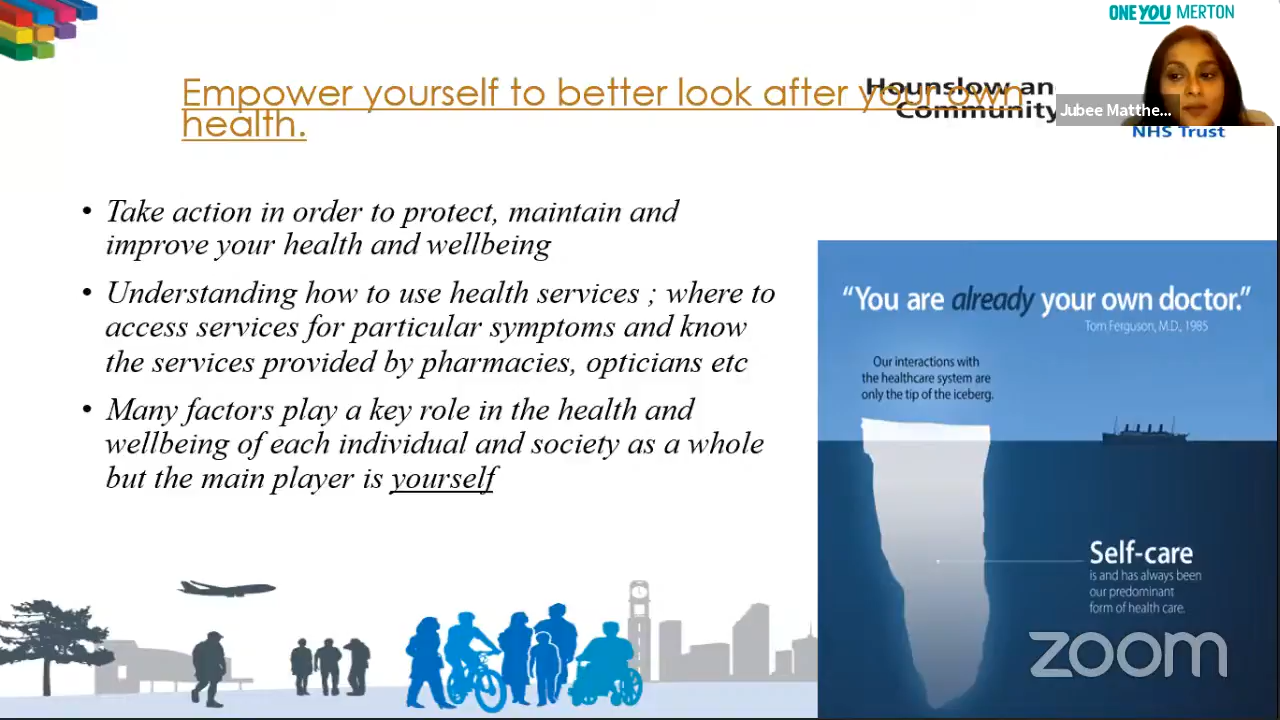 ONE YOU MERTON
Empower yourself to better look after your own
health.
Hounslow an
Community
Jubee Matthe...
NHS Trust
• Take action in order to protect, maintain and
improve your health and wellbeing
• Understanding how to use health services ; where to
access services for particular symptoms and know
the services provided by pharmacies, opticians etc
• Many factors play a key role in the health and
wellbeing of each individual and society as a whole
but the main player is yourself
“You are already your own doctor.”
Tom Ferguson, M.D., 1985
Our interactions with
the healthcare system are
only the tip of the iceberg.
Self-care
is and has always been
our predominant
form of health care.
zoom